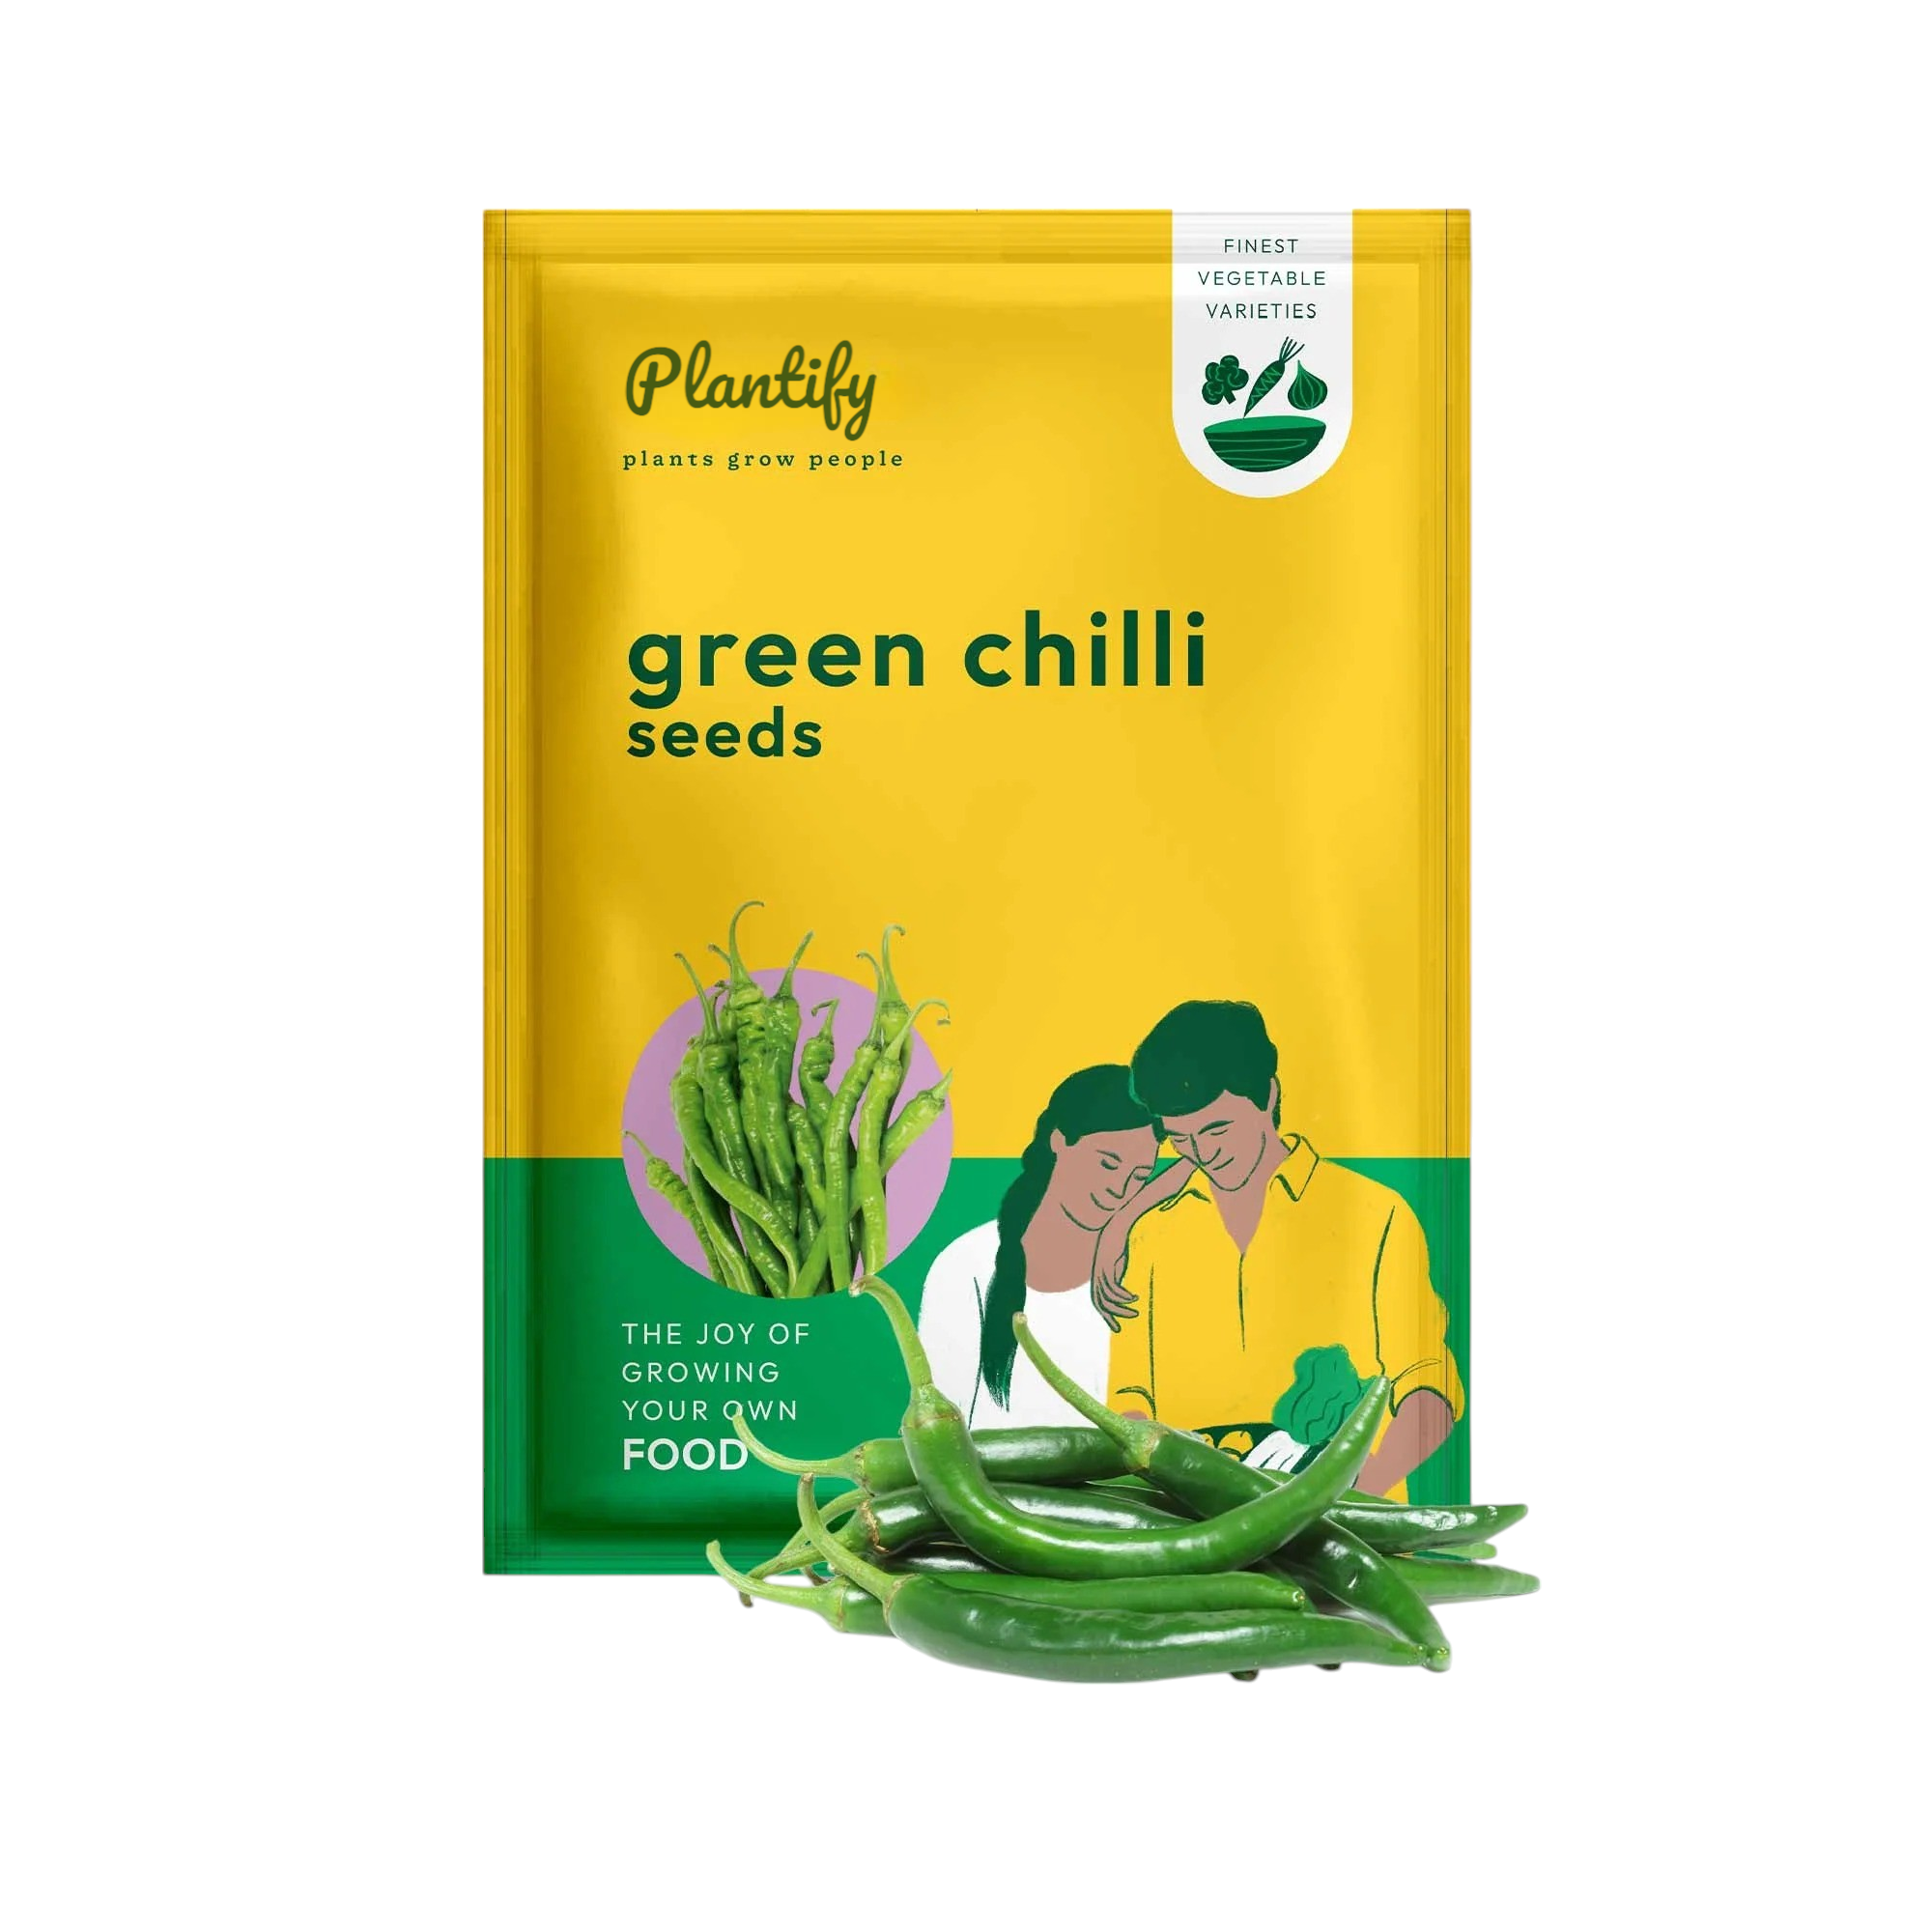 FINEST
VEGETABLE
VARIETIES
Plantify
plants grow people
green chilli
seeds
THE JOY OF
GROWING
YOUR OWN
FOOD